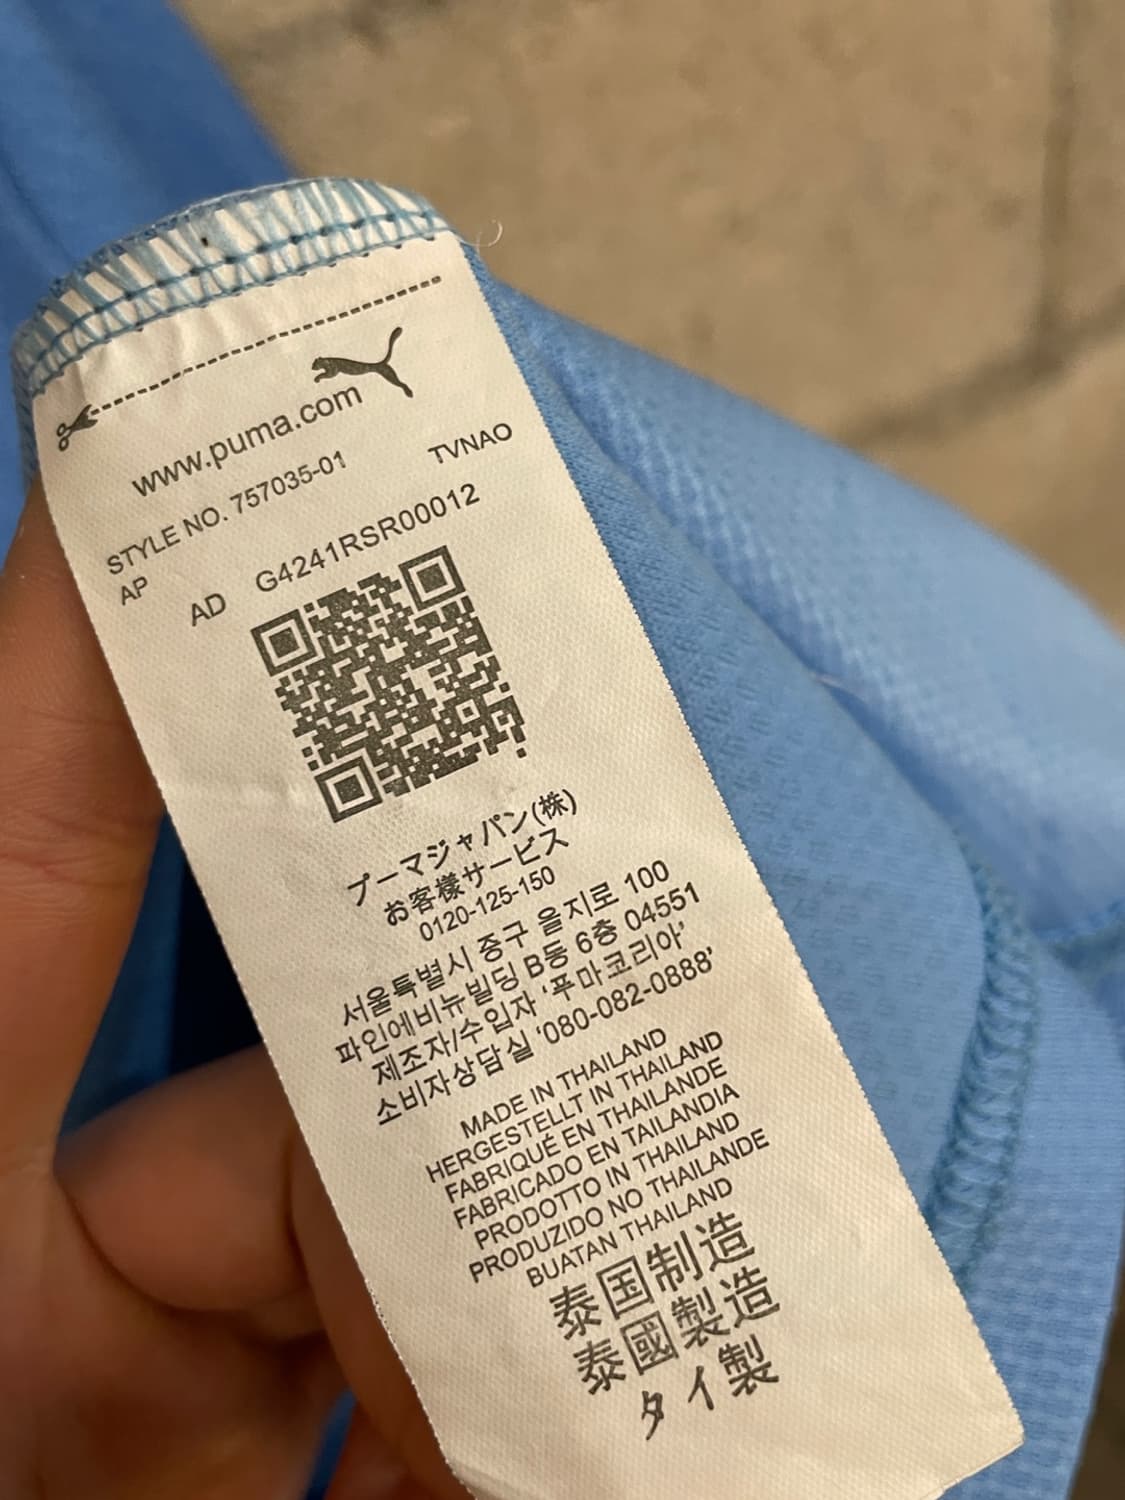 www.puma.com
STYLE NO. 757035-01 TVNAO
AP
AD G4241RSR00012
プーマジャパン(株)
お客様サービス
0120-125-150
서울특별시 중구 을지로 100
파인에비뉴빌딩 B동 6층 04551
제조자/수입자 '푸마코리아'
소비자상담실 '080-082-0888'
MADE IN THAILAND
HERGESTELLT IN THAILAND
FABRIQUÉ EN THAILANDE
FABRICADO EN TAILANDIA
PRODOTTO IN THAILAND
PRODUZIDO NO THAILANDE
BUATAN THAILAND
泰国制造
泰國製造
タイ製